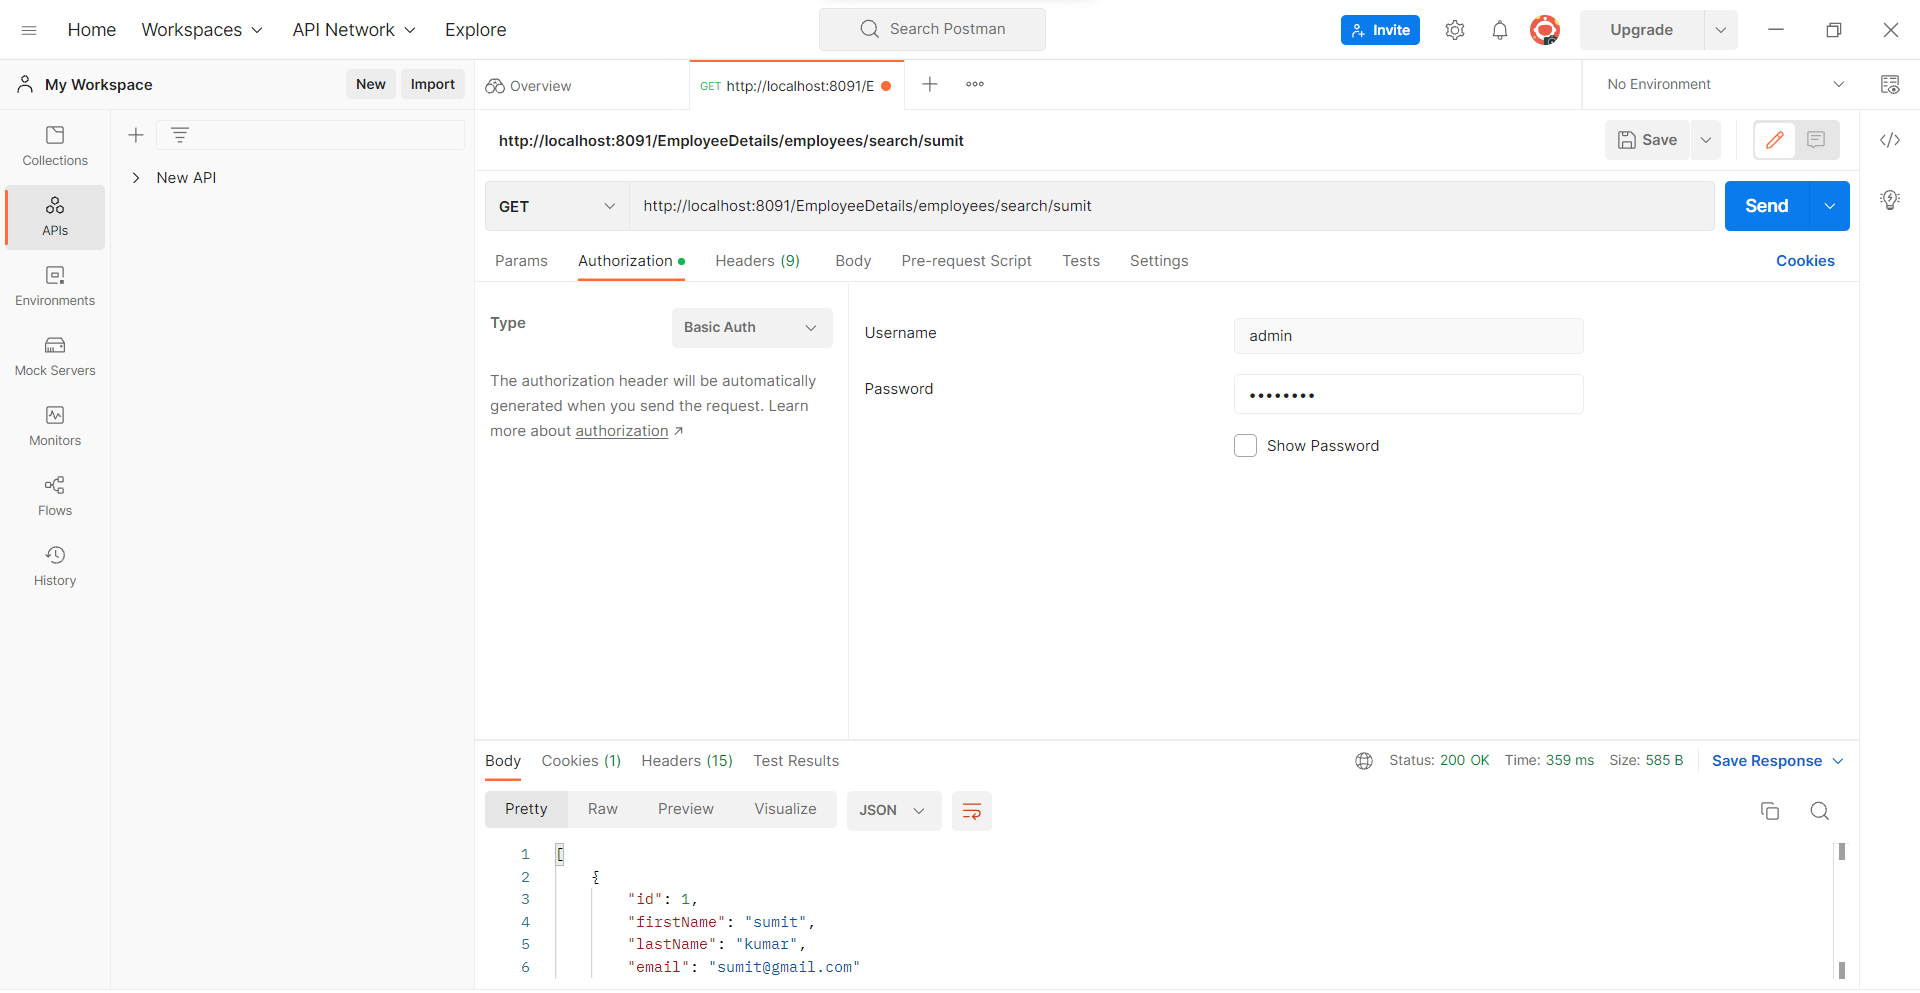 Home Workspaces API Network Explore Search Postman Invite Upgrade
My Workspace New Import Overview GET http://localhost:8091/E No Environment
Collections
APIs
Environments
Mock Servers
Monitors
Flows
History
New API
http://localhost:8091/EmployeeDetails/employees/search/sumit Save
GET http://localhost:8091/EmployeeDetails/employees/search/sumit Send
Params Authorization Headers (9) Body Pre-request Script Tests Settings Cookies
Type Basic Auth
The authorization header will be automatically
generated when you send the request. Learn
more about authorization ↗
Username admin
Password ••••••••
Show Password
Body Cookies (1) Headers (15) Test Results Status: 200 OK Time: 359 ms Size: 585 B Save Response
Pretty Raw Preview Visualize JSON
1 [
2 {
3 "id": 1,
4 "firstName": "sumit",
5 "lastName": "kumar",
6 "email": "sumit@gmail.com"